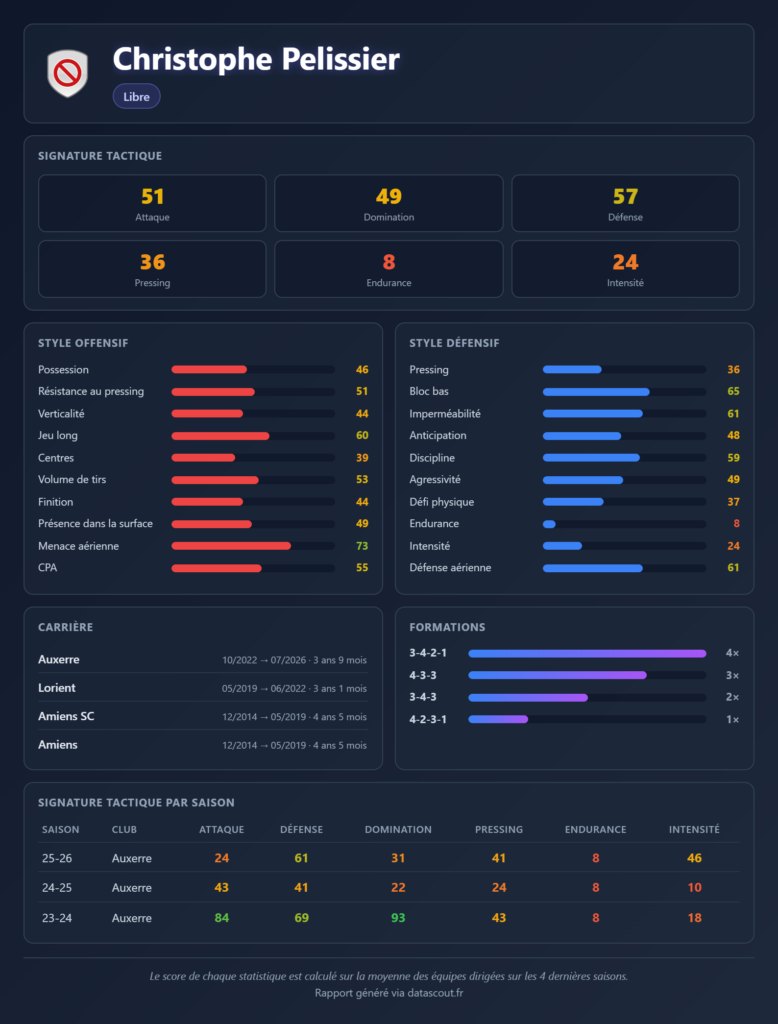 Christophe Pelissier
Libre
SIGNATURE TACTIQUE
51
Attaque
49
Domination
57
Défense
36
Pressing
8
Endurance
24
Intensité
STYLE OFFENSIF
Possession 46
Résistance au pressing 51
Verticalité 44
Jeu long 60
Centres 39
Volume de tirs 53
Finition 44
Présence dans la surface 49
Menace aérienne 73
CPA 55
STYLE DÉFENSIF
Pressing 36
Bloc bas 65
Imperméabilité 61
Anticipation 48
Discipline 59
Agressivité 49
Défi physique 37
Endurance 8
Intensité 24
Défense aérienne 61
CARRIÈRE
Auxerre 10/2022 → 07/2026 · 3 ans 9 mois
Lorient 05/2019 → 06/2022 · 3 ans 1 mois
Amiens SC 12/2014 → 05/2019 · 4 ans 5 mois
Amiens 12/2014 → 05/2019 · 4 ans 5 mois
FORMATIONS
3-4-2-1 4×
4-3-3 3×
3-4-3 2×
4-2-3-1 1×
SIGNATURE TACTIQUE PAR SAISON
SAISON CLUB ATTAQUE DÉFENSE DOMINATION PRESSING ENDURANCE INTENSITÉ
25-26 Auxerre 24 61 31 41 8 46
24-25 Auxerre 43 41 22 24 8 10
23-24 Auxerre 84 69 93 43 8 18
Le score de chaque statistique est calculé sur la moyenne des équipes dirigées sur les 4 dernières saisons.
Rapport généré via datascout.fr